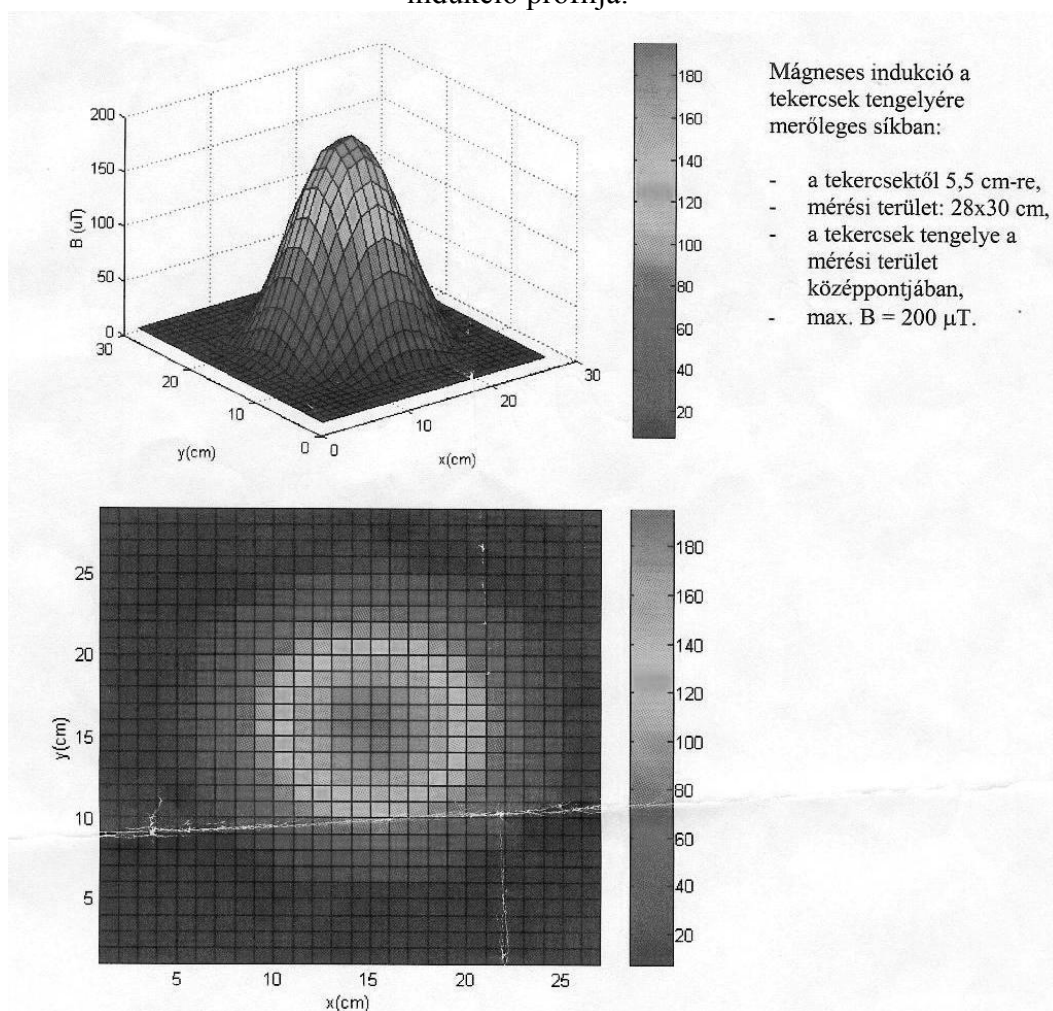 indukció profilja:
200
150
100
50
0
B (uT)
30
20
10
0
y(cm)
0
10
20
30
x(cm)
180
160
140
120
100
80
60
40
20
Mágneses indukció a
tekercsek tengelyére
merőleges síkban:
- a tekercsektől 5,5 cm-re,
- mérési terület: 28x30 cm,
- a tekercsek tengelye a
mérési terület
középpontjában,
- max. B = 200 μT.
25
20
15
10
5
y(cm)
5
10
15
20
25
x(cm)
180
160
140
120
100
80
60
40
20